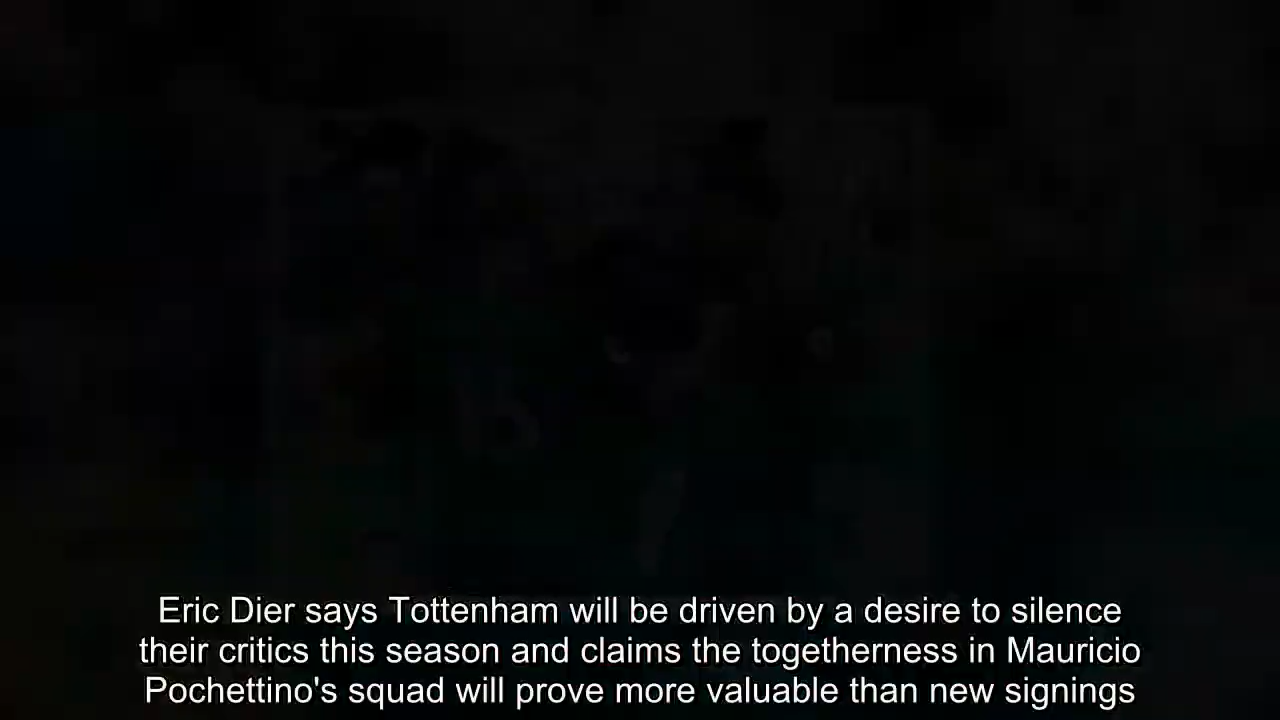 Eric Dier says Tottenham will be driven by a desire to silence
their critics this season and claims the togetherness in Mauricio
Pochettino's squad will prove more valuable than new signings